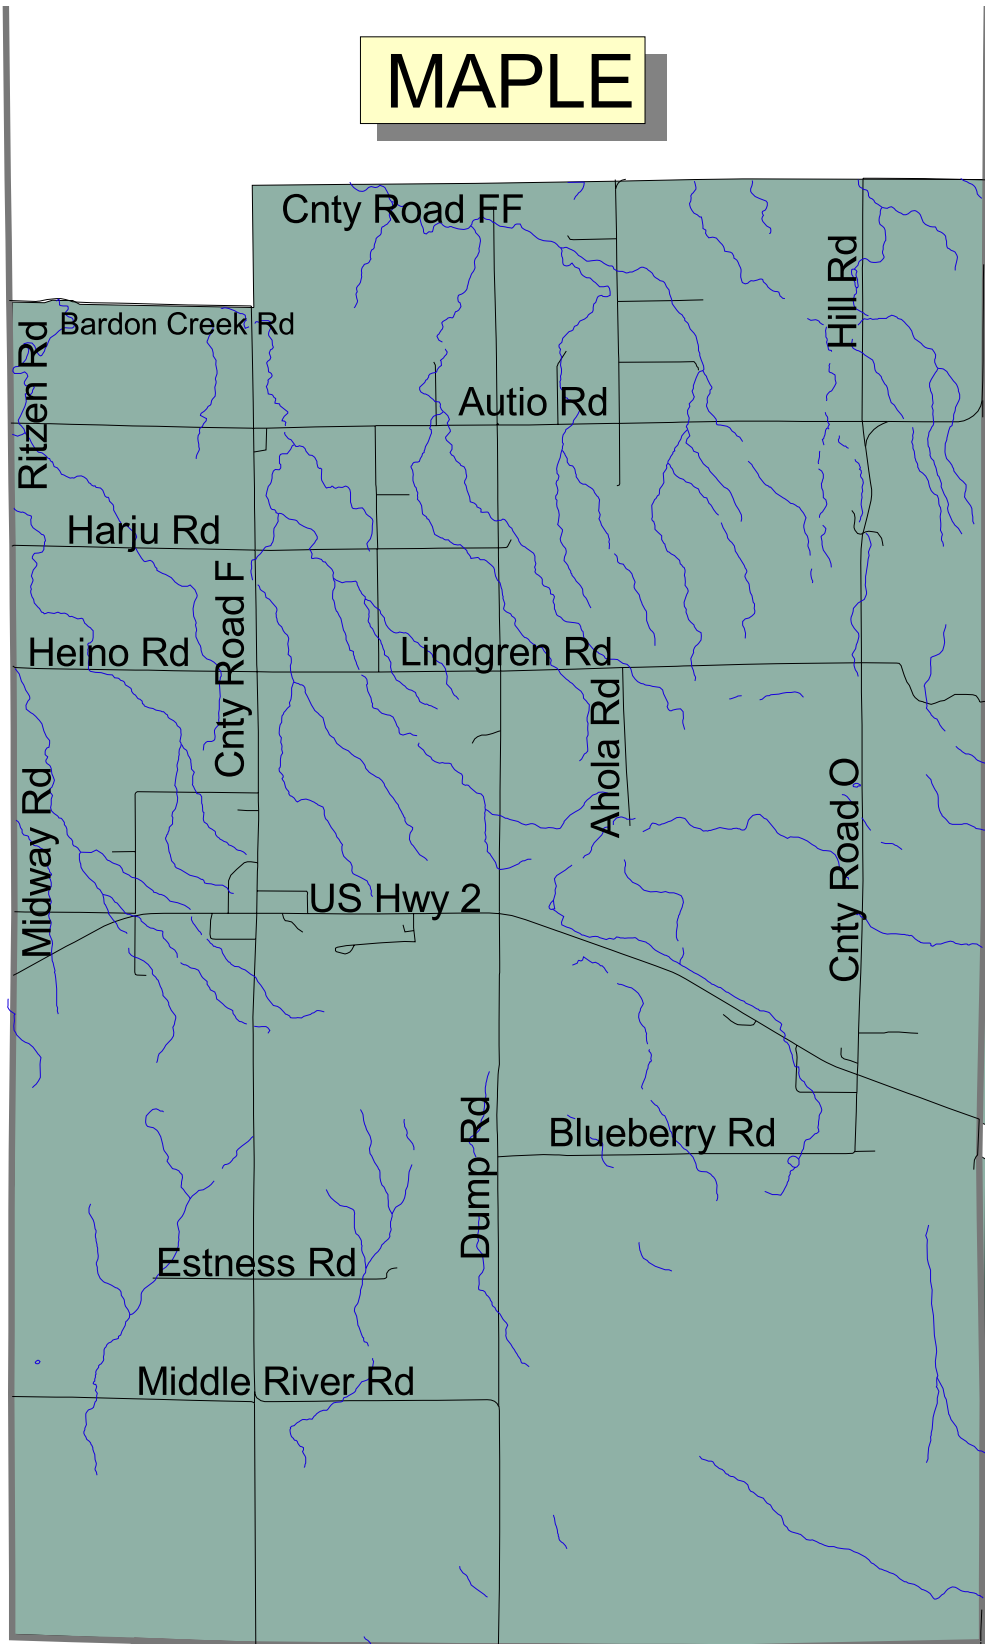 MAPLE
Cnty Road FF
Hill Rd
Bardon Creek Rd
Ritzen Rd
Autio Rd
Harju Rd
Cnty Road F
Heino Rd
Lindgren Rd
Ahola Rd
Midway Rd
Cnty Road O
US Hwy 2
Dump Rd
Blueberry Rd
Estness Rd
Middle River Rd